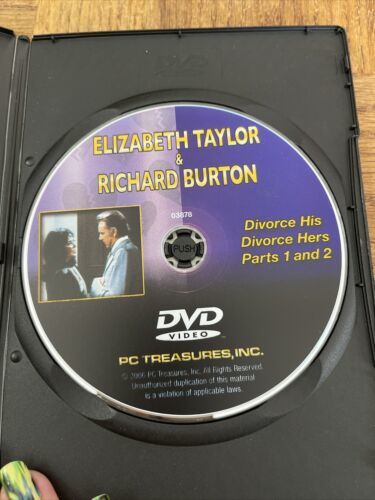 DVD
ELIZABETH TAYLOR
&
RICHARD BURTON
03878
Divorce His
Divorce Hers
Parts 1 and 2
PUSH
DVD
VIDEO
PC TREASURES, INC.
© 2006 PC Treasures, Inc. All Rights Reserved.
Unauthorized duplication of this material
is a violation of applicable laws.